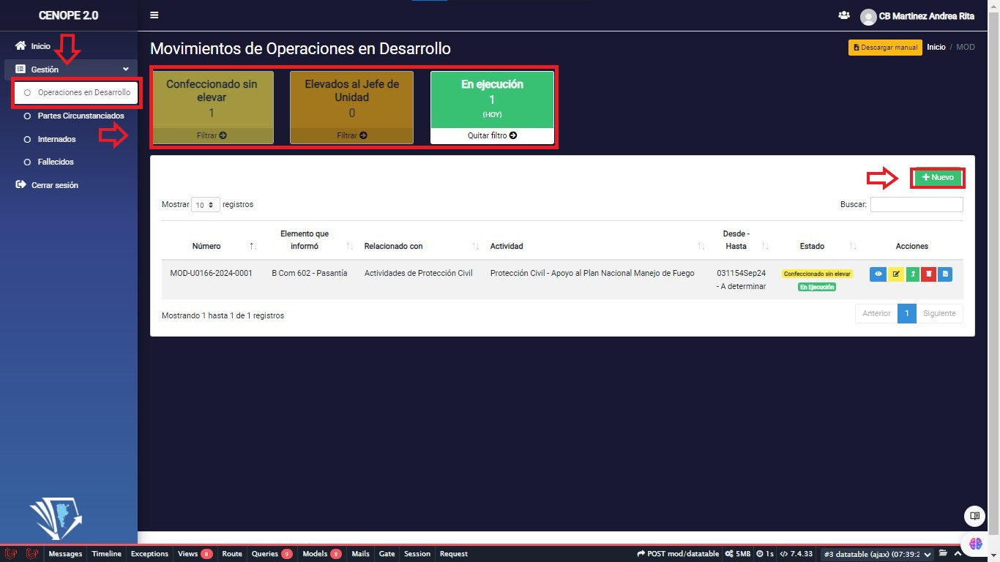 CENOPE 2.0
CB Martinez Andrea Rita
Inicio
Gestión
Operaciones en Desarrollo
Partes Circunstanciados
Internados
Fallecidos
Cerrar sesión
Movimientos de Operaciones en Desarrollo
Descargar manual
Inicio / MOD
Confeccionado sin
elevar
1
Filtrar
Elevados al Jefe de
Unidad
0
Filtrar
En ejecución
1
(HOY)
Quitar filtro
Nuevo
Mostrar 10 registros
Buscar:
Número
Elemento que
informó
Relacionado con
Actividad
Desde -
Hasta
Estado
Acciones
MOD-U0166-2024-0001
B Com 602 - Pasantía
Actividades de Protección Civil
Protección Civil - Apoyo al Plan Nacional Manejo de Fuego
031154Sep24
- A determinar
Confeccionado sin elevar
En Ejecución
Mostrando 1 hasta 1 de 1 registros
Anterior 1 Siguiente
Messages Timeline Exceptions Views 8 Route Queries 9 Models 8 Mails Gate Session Request POST mod/datatable 5MB 1s 7.4.33 #3 datatable (ajax) (07:39:2